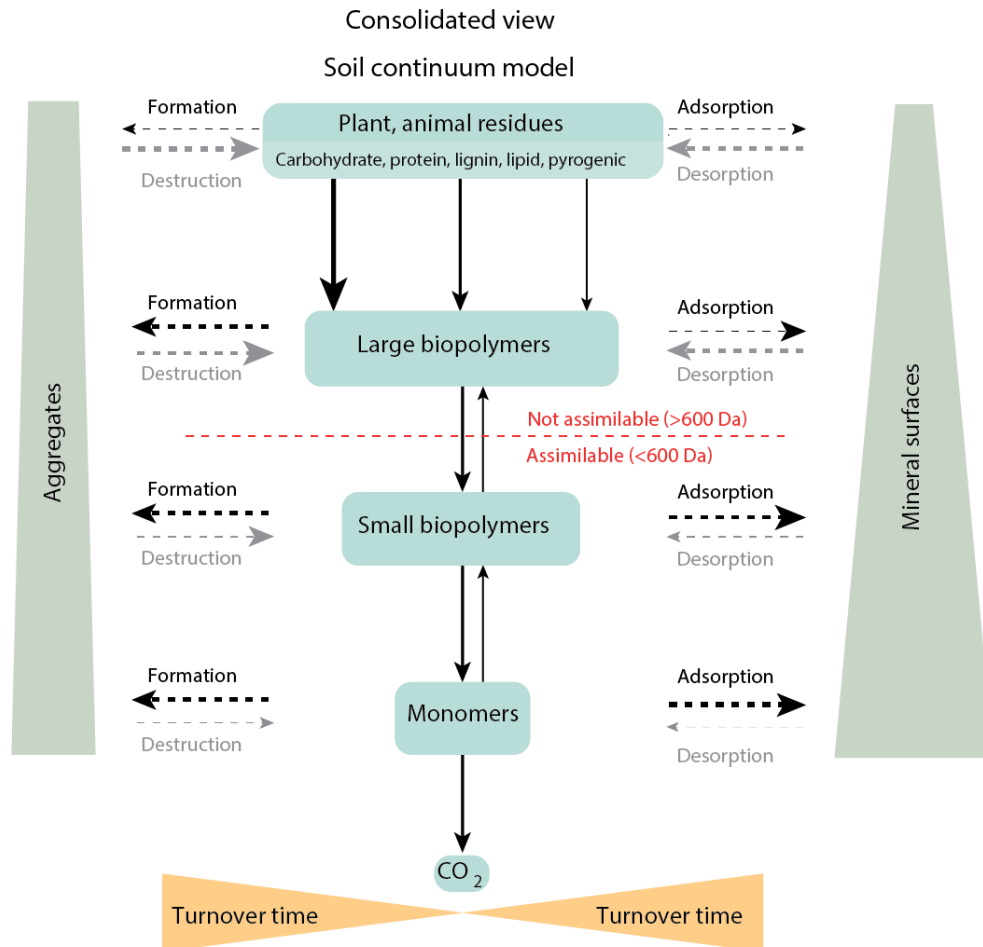 Consolidated view
Soil continuum model
Formation
Plant, animal residues
Adsorption
Carbohydrate, protein, lignin, lipid, pyrogenic
Destruction
Desorption
Formation
Adsorption
Large biopolymers
Destruction
Desorption
Not assimilable (>600 Da)
Assimilable (<600 Da)
Aggregates
Mineral surfaces
Formation
Adsorption
Small biopolymers
Destruction
Desorption
Formation
Adsorption
Monomers
Destruction
Desorption
CO2
Turnover time
Turnover time